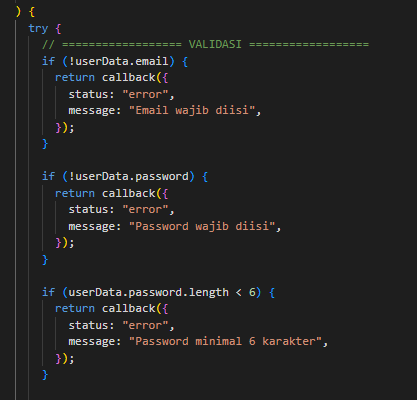 ) {
try {
// ================== VALIDASI ==================
if (!userData.email) {
return callback({
status: "error",
message: "Email wajib diisi",
});
}
if (!userData.password) {
return callback({
status: "error",
message: "Password wajib diisi",
});
}
if (userData.password.length < 6) {
return callback({
status: "error",
message: "Password minimal 6 karakter",
});
}